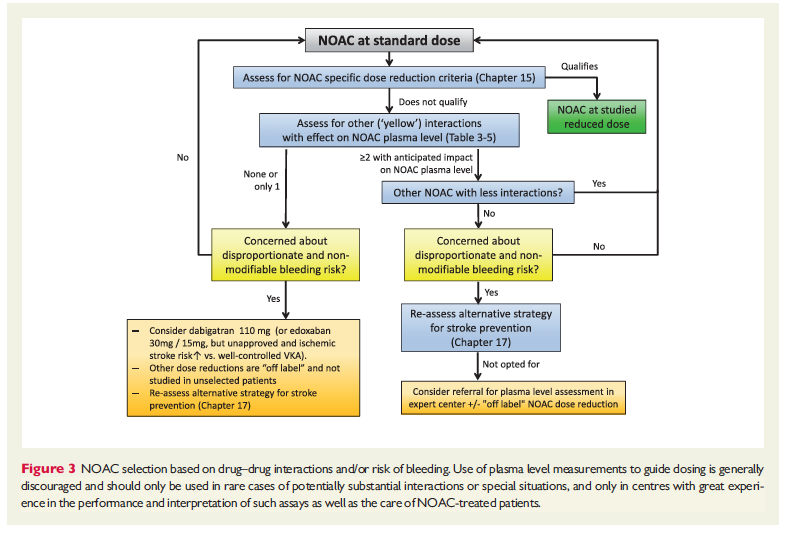 NOAC at standard dose
Assess for NOAC specific dose reduction criteria (Chapter 15)
Qualifies
NOAC at studied
reduced dose
Does not qualify
Assess for other ('yellow') interactions
with effect on NOAC plasma level (Table 3-5)
No
None or
only 1
≥2 with anticipated impact
on NOAC plasma level
Other NOAC with less interactions?
Yes
No
Concerned about
disproportionate and non-
modifiable bleeding risk?
Concerned about
disproportionate and non-
modifiable bleeding risk?
No
Yes
Yes
Re-assess alternative strategy
for stroke prevention
(Chapter 17)
– Consider dabigatran 110 mg (or edoxaban
30mg / 15mg, but unapproved and ischemic
stroke risk↑ vs. well-controlled VKA).
– Other dose reductions are "off label" and not
studied in unselected patients
– Re-assess alternative strategy for stroke
prevention (Chapter 17)
Not opted for
Consider referral for plasma level assessment in
expert center +/- "off label" NOAC dose reduction
Figure 3 NOAC selection based on drug–drug interactions and/or risk of bleeding. Use of plasma level measurements to guide dosing is generally
discouraged and should only be used in rare cases of potentially substantial interactions or special situations, and only in centres with great experi-
ence in the performance and interpretation of such assays as well as the care of NOAC-treated patients.